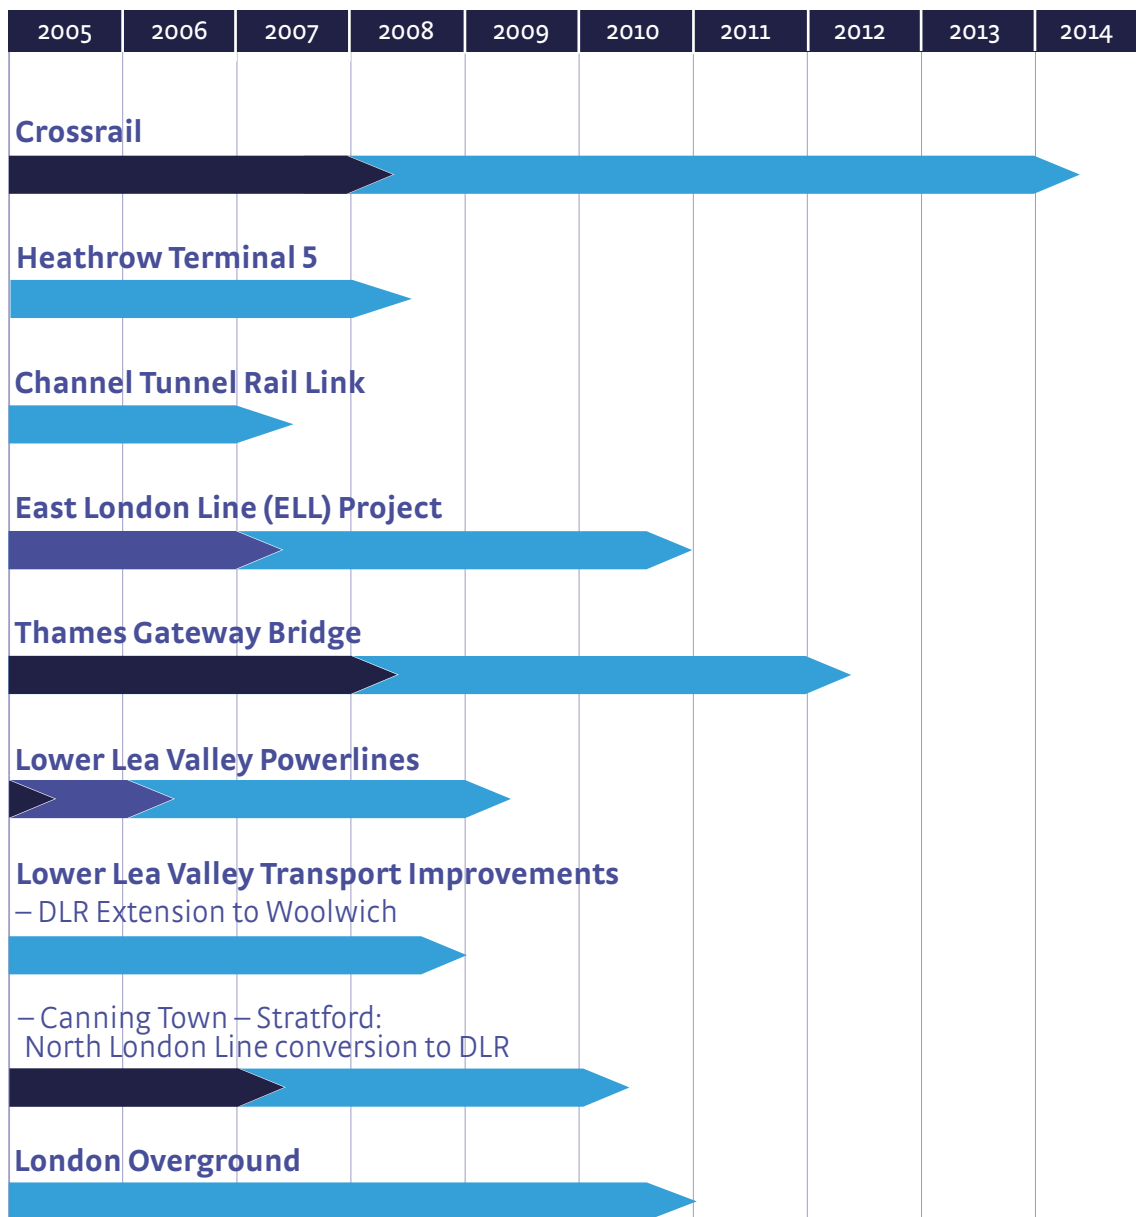 2005 2006 2007 2008 2009 2010 2011 2012 2013 2014
Crossrail
Heathrow Terminal 5
Channel Tunnel Rail Link
East London Line (ELL) Project
Thames Gateway Bridge
Lower Lea Valley Powerlines
Lower Lea Valley Transport Improvements
– DLR Extension to Woolwich
– Canning Town – Stratford:
North London Line conversion to DLR
London Overground